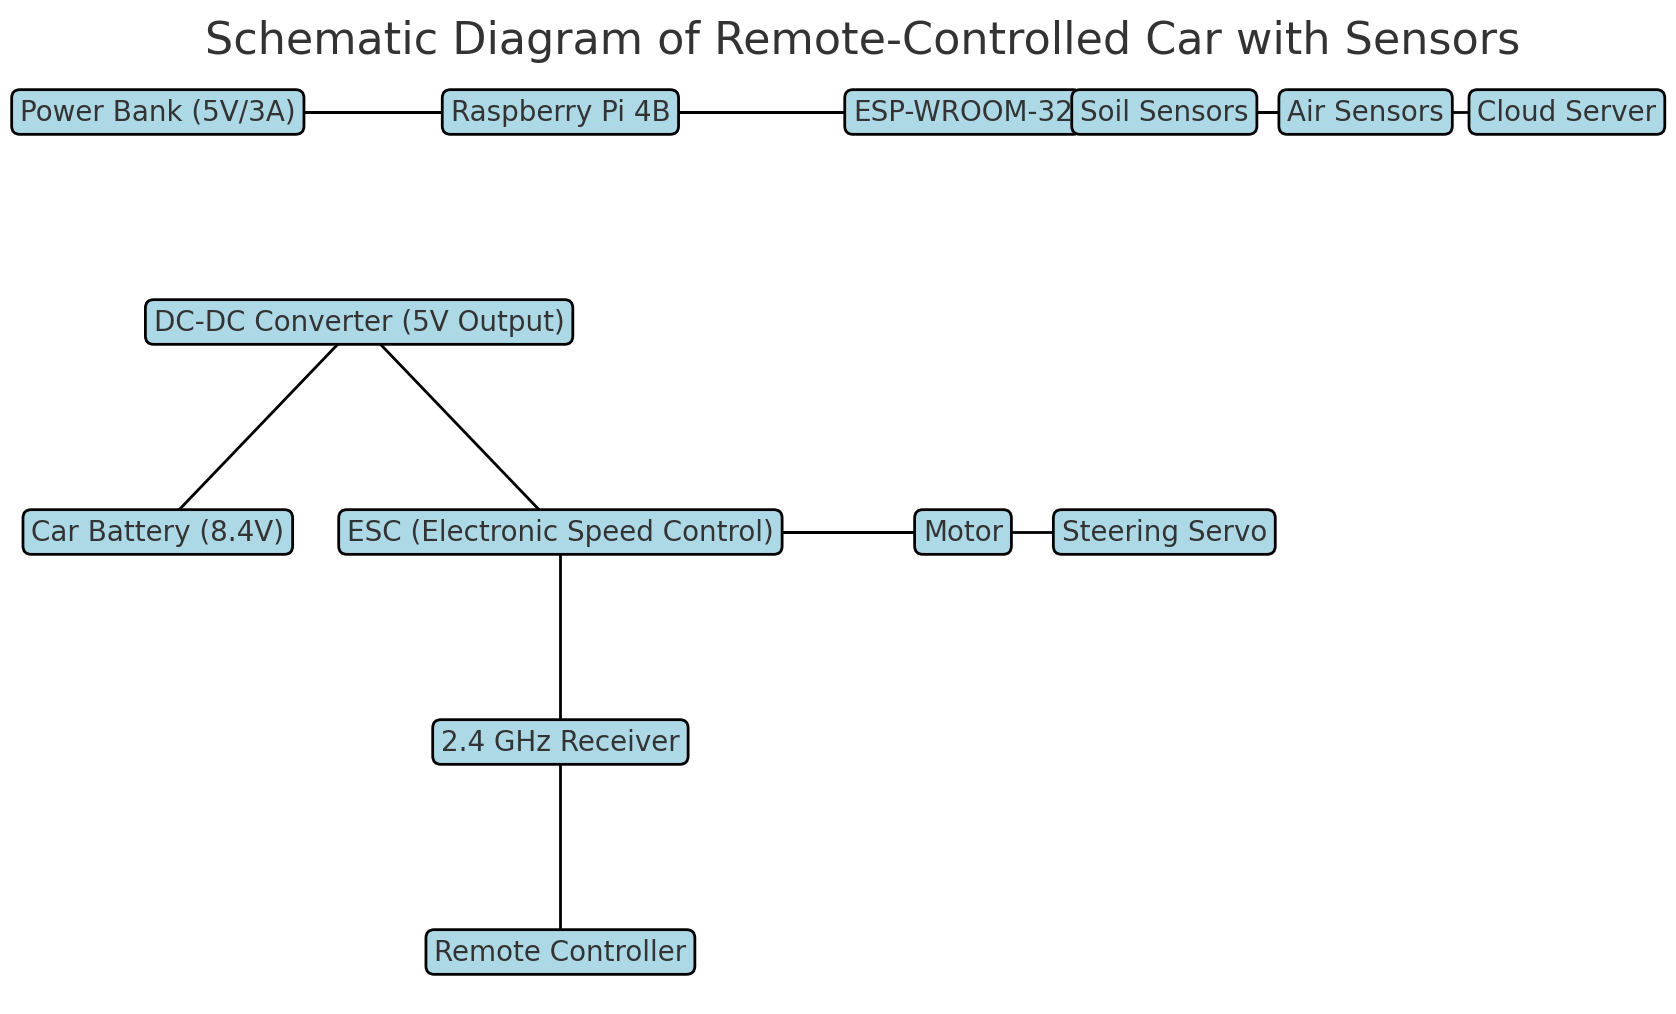 Schematic Diagram of Remote-Controlled Car with Sensors
Power Bank (5V/3A)
Raspberry Pi 4B
ESP-WROOM-32
Soil Sensors
Air Sensors
Cloud Server
DC-DC Converter (5V Output)
Car Battery (8.4V)
ESC (Electronic Speed Control)
Motor
Steering Servo
2.4 GHz Receiver
Remote Controller